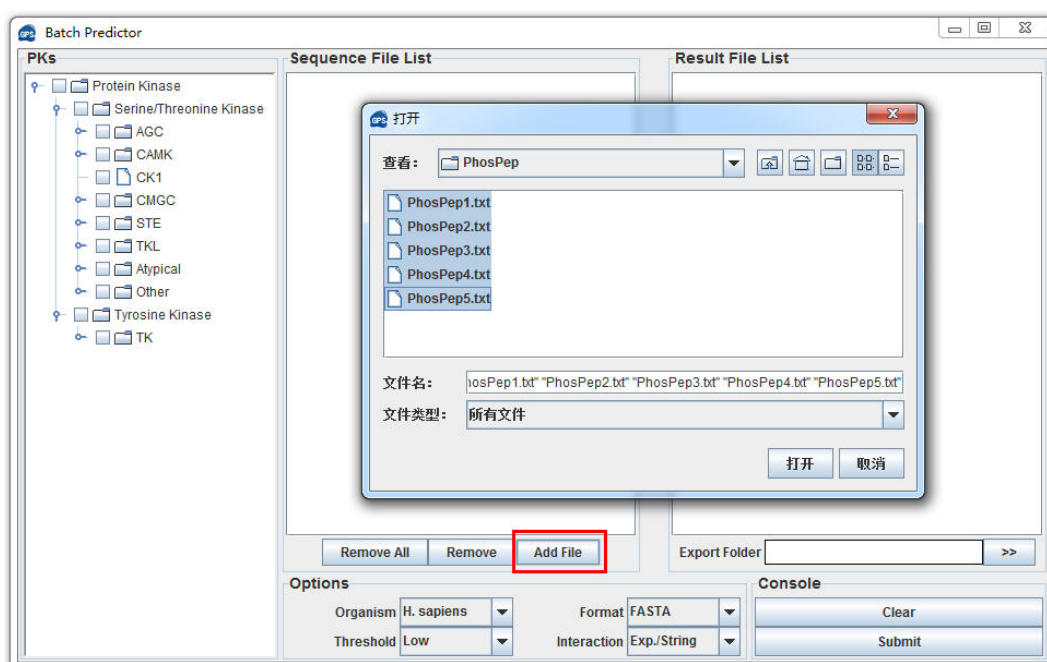 Batch Predictor
PKs
Protein Kinase
Serine/Threonine Kinase
AGC
CAMK
CK1
CMGC
STE
TKL
Atypical
Other
Tyrosine Kinase
TK
Sequence File List
Result File List
GPS 打开
查看: PhosPep
PhosPep1.txt
PhosPep2.txt
PhosPep3.txt
PhosPep4.txt
PhosPep5.txt
文件名: iosPep1.txt" "PhosPep2.txt" "PhosPep3.txt" "PhosPep4.txt" "PhosPep5.txt"
文件类型: 所有文件
打开 取消
Remove All Remove Add File
Export Folder >>
Options
Organism H. sapiens Format FASTA
Threshold Low Interaction Exp./String
Console
Clear
Submit